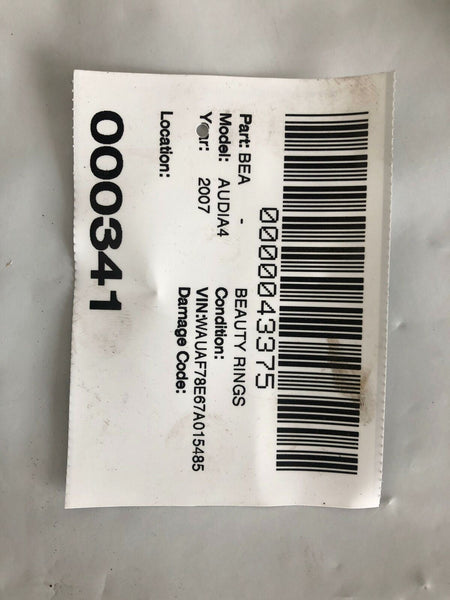 0000043375
Part: BEA - BEAUTY RINGS
Model: AUDIA4 Condition:
Year: 2007 VIN:WAUAF78E67A015485
Damage Code:
Location:
000341